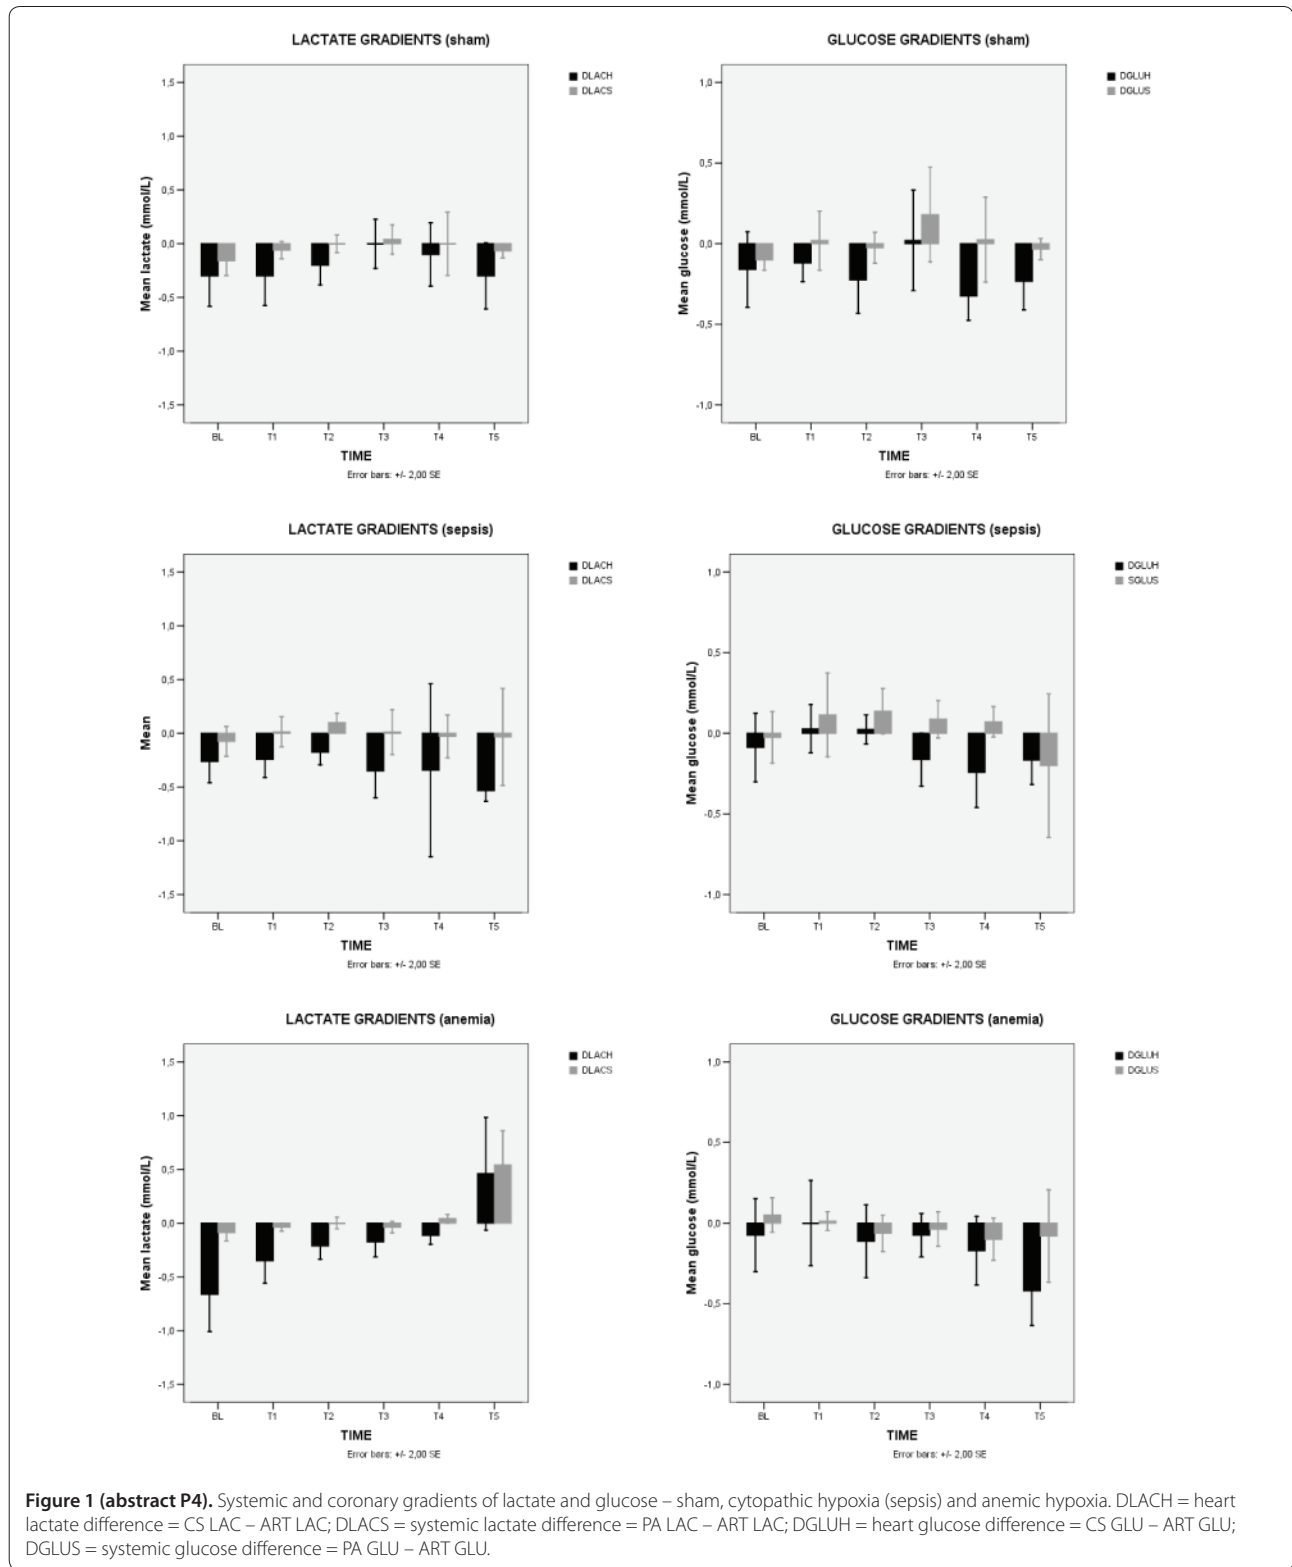 LACTATE GRADIENTS (sham)
DLACH
DLACS
Mean lactate (mmol/L)
1,5
1,0
0,5
0,0
-0,5
-1,0
-1,5
BL T1 T2 T3 T4 T5
TIME
Error bars: +/- 2,00 SE
GLUCOSE GRADIENTS (sham)
DGLUH
DGLUS
Mean glucose (mmol/L)
1,0
0,5
0,0
-0,5
-1,0
BL T1 T2 T3 T4 T5
TIME
Error bars: +/- 2,00 SE
LACTATE GRADIENTS (sepsis)
DLACH
DLACS
Mean
1,5
1,0
0,5
0,0
-0,5
-1,0
-1,5
BL T1 T2 T3 T4 T5
TIME
Error bars: +/- 2,00 SE
GLUCOSE GRADIENTS (sepsis)
DGLUH
SGLUS
Mean glucose (mmol/L)
1,0
0,5
0,0
-0,5
-1,0
BL T1 T2 T3 T4 T5
TIME
Error bars: +/- 2,00 SE
LACTATE GRADIENTS (anemia)
DLACH
DLACS
Mean lactate (mmol/L)
1,5
1,0
0,5
0,0
-0,5
-1,0
-1,5
BL T1 T2 T3 T4 T5
TIME
Error bars: +/- 2,00 SE
GLUCOSE GRADIENTS (anemia)
DGLUH
DGLUS
Mean glucose (mmol/L)
1,0
0,5
0,0
-0,5
-1,0
BL T1 T2 T3 T4 T5
TIME
Error bars: +/- 2,00 SE
Figure 1 (abstract P4). Systemic and coronary gradients of lactate and glucose – sham, cytopathic hypoxia (sepsis) and anemic hypoxia. DLACH = heart
lactate difference = CS LAC – ART LAC; DLACS = systemic lactate difference = PA LAC – ART LAC; DGLUH = heart glucose difference = CS GLU – ART GLU;
DGLUS = systemic glucose difference = PA GLU – ART GLU.